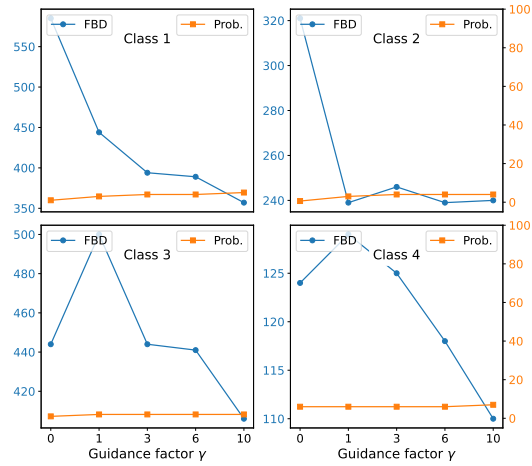 FBD
Prob.
Class 1
550
500
450
400
350
FBD
Prob.
Class 2
320
300
280
260
240
100
80
60
40
20
0
FBD
Prob.
Class 3
500
480
460
440
420
0
1
3
6
10
Guidance factor γ
FBD
Prob.
Class 4
125
120
115
110
100
80
60
40
20
0
0
1
3
6
10
Guidance factor γ